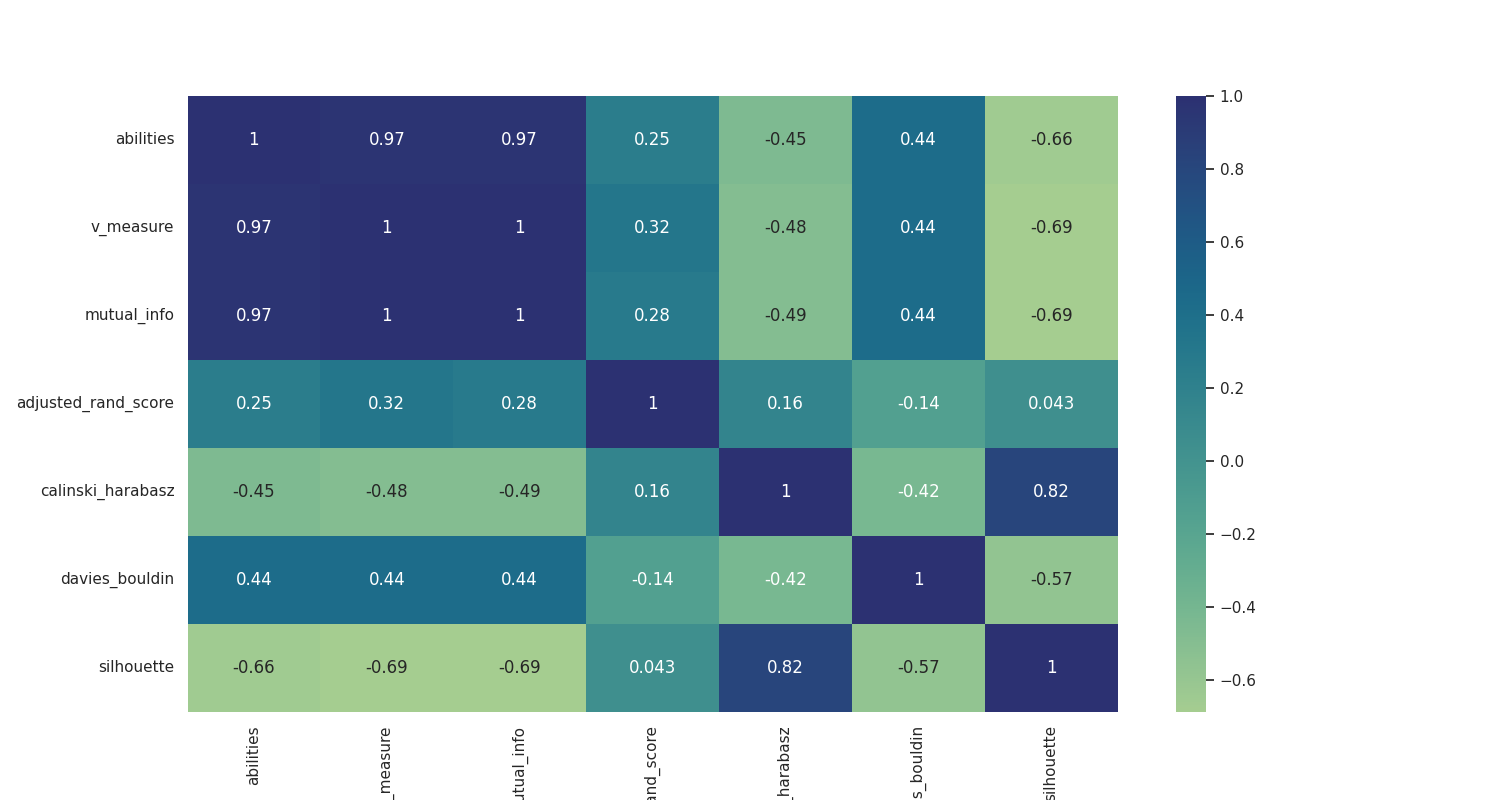 abilities 1 0.97 0.97 0.25 -0.45 0.44 -0.66
v_measure 0.97 1 1 0.32 -0.48 0.44 -0.69
mutual_info 0.97 1 1 0.28 -0.49 0.44 -0.69
adjusted_rand_score 0.25 0.32 0.28 1 0.16 -0.14 0.043
calinski_harabasz -0.45 -0.48 -0.49 0.16 1 -0.42 0.82
davies_bouldin 0.44 0.44 0.44 -0.14 -0.42 1 -0.57
silhouette -0.66 -0.69 -0.69 0.043 0.82 -0.57 1
abilities
_measure
utual_info
and_score
_harabasz
s_bouldin
silhouette
1.0
0.8
0.6
0.4
0.2
0.0
−0.2
−0.4
−0.6